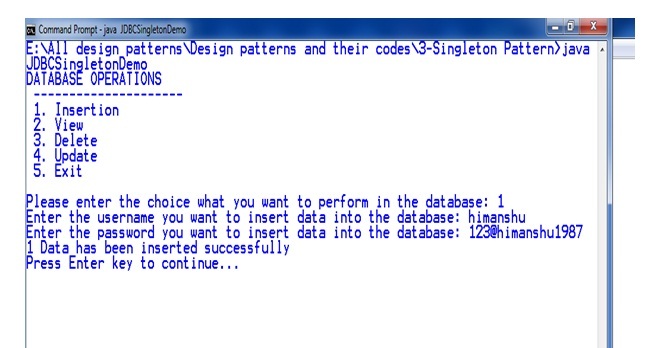 Command Prompt - java JDBCSingletonDemo
E:\All design patterns\Design patterns and their codes\3-Singleton Pattern>java
JDBCSingletonDemo
DATABASE OPERATIONS
---------------------
1. Insertion
2. View
3. Delete
4. Update
5. Exit
Please enter the choice what you want to perform in the database: 1
Enter the username you want to insert data into the database: himanshu
Enter the password you want to insert data into the database: 123@himanshu1987
1 Data has been inserted successfully
Press Enter key to continue...